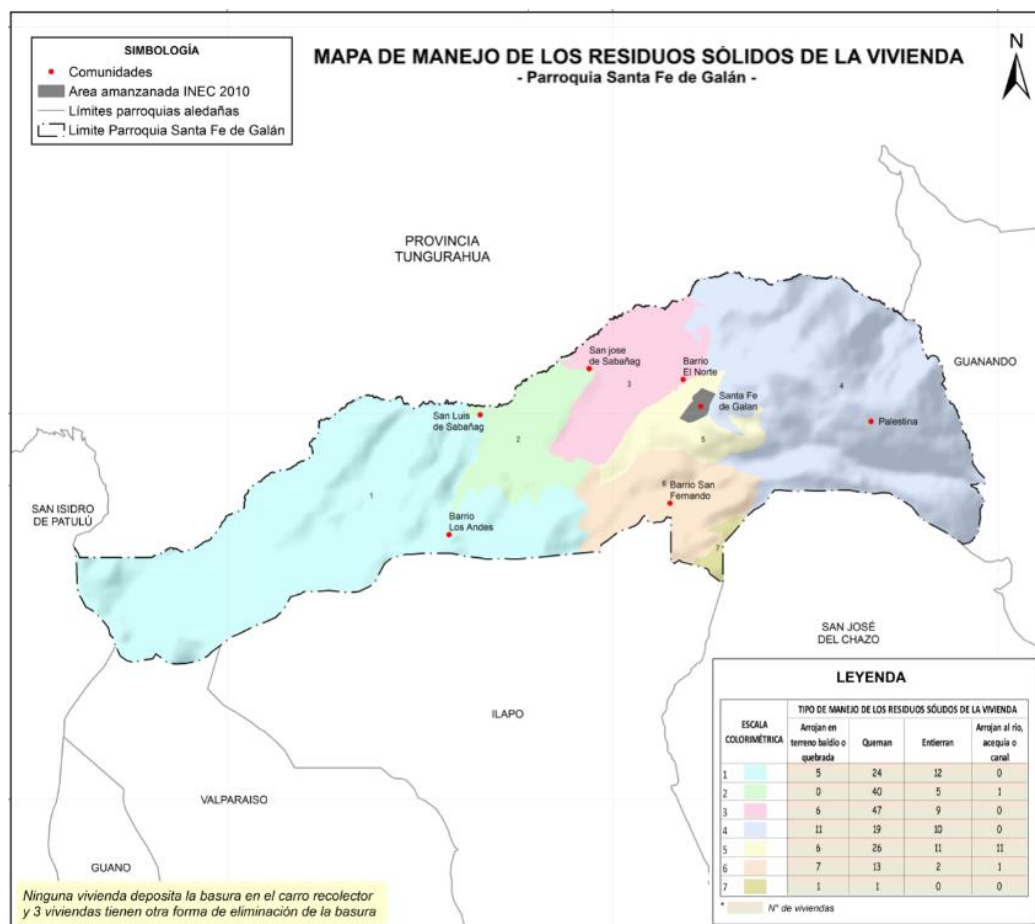 SIMBOLOGÍA
Comunidades
Area amanzanada INEC 2010
Límites parroquias aledañas
Limite Parroquia Santa Fe de Galán
MAPA DE MANEJO DE LOS RESIDUOS SÓLIDOS DE LA VIVIENDA
- Parroquia Santa Fe de Galán -
N
PROVINCIA
TUNGURAHUA
GUANANDO
San jose
de Sabañag
3
Barrio
El Norte
4
Santa Fe
de Galan
San Luis
de Sabañag
2
5
Palestina
1
6 Barrio San
Fernando
SAN ISIDRO
DE PATULÚ
Barrio
Los Andes
7
SAN JOSÉ
DEL CHAZO
ILAPO
VALPARAISO
GUANO
LEYENDA
ESCALA
COLORIMÉTRICA
TIPO DE MANEJO DE LOS RESIDUOS SÓLIDOS DE LA VIVIENDA
Arrojan en
terreno baldío o
quebrada
Queman
Entierran
Arrojan al río,
acequia o
canal
1 5 24 12 0
2 0 40 5 1
3 6 47 9 0
4 11 19 10 0
5 6 26 11 11
6 7 13 2 1
7 1 1 0 0
* N° de viviendas
Ninguna vivienda deposita la basura en el carro recolector
y 3 viviendas tienen otra forma de eliminación de la basura